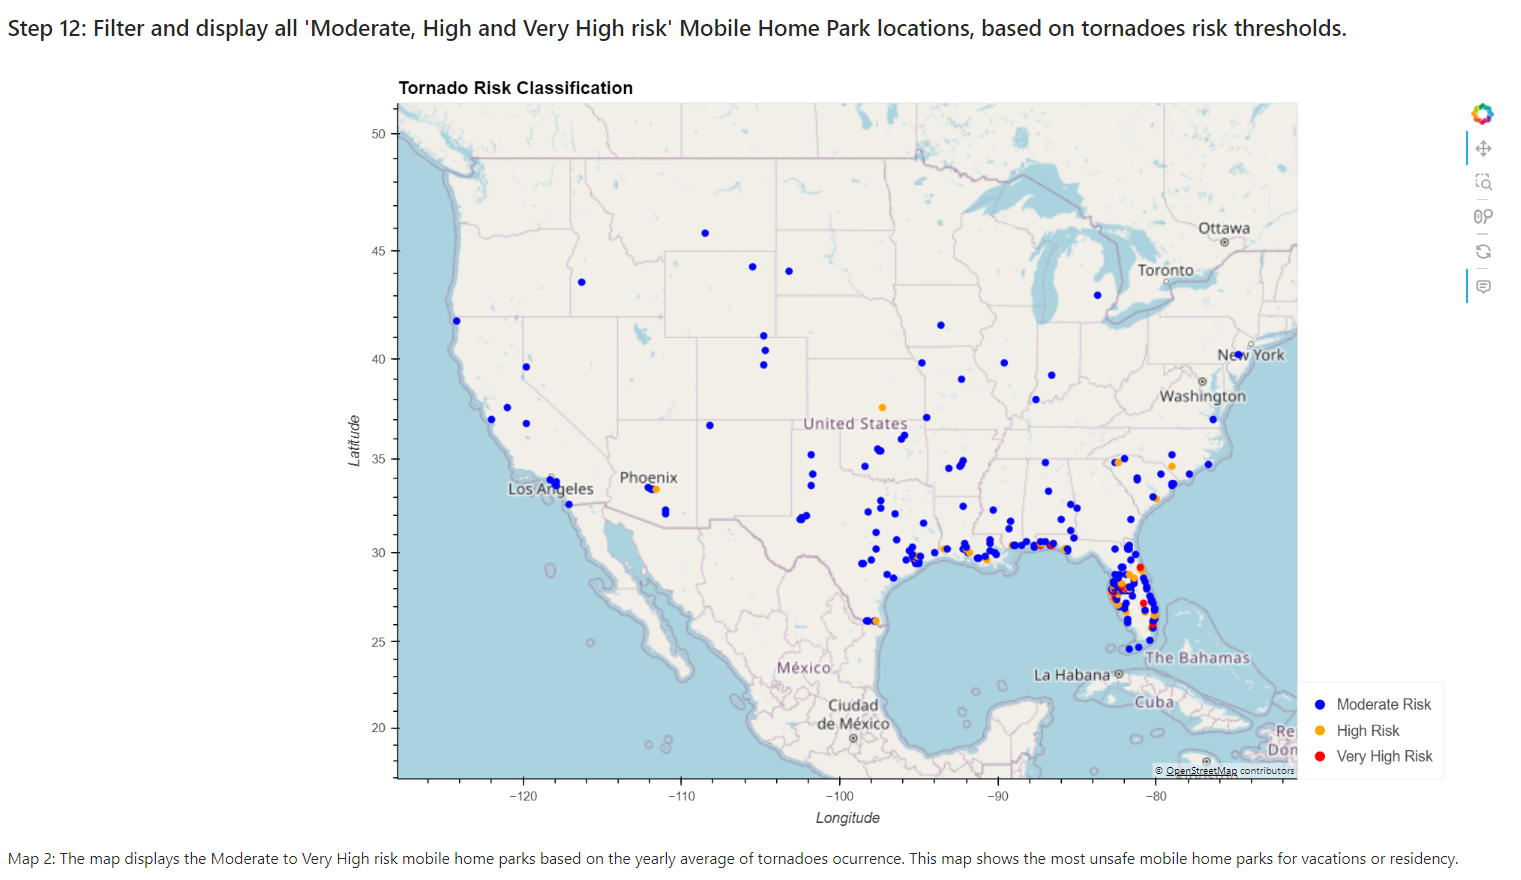 Step 12: Filter and display all 'Moderate, High and Very High risk' Mobile Home Park locations, based on tornadoes risk thresholds.
Tornado Risk Classification
50
45
40
35
30
25
20
Latitude
Ottawa
Toronto
New York
Washington
United States
Phoenix
Los Angeles
México
Ciudad
de México
La Habana
The Bahamas
Cuba
Re
Dom
© OpenStreetMap contributors
−120
−110
−100
−90
−80
Longitude
Moderate Risk
High Risk
Very High Risk
Map 2: The map displays the Moderate to Very High risk mobile home parks based on the yearly average of tornadoes ocurrence. This map shows the most unsafe mobile home parks for vacations or residency.